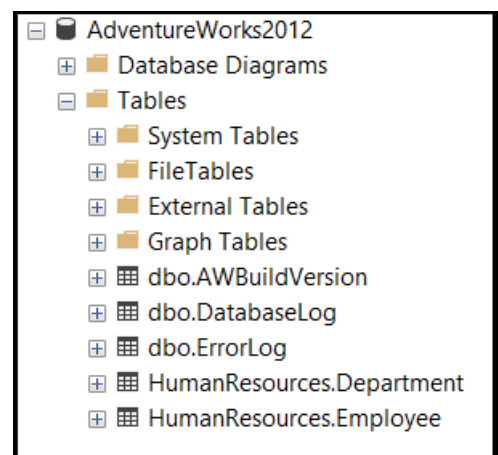 AdventureWorks2012
Database Diagrams
Tables
System Tables
FileTables
External Tables
Graph Tables
dbo.AWBuildVersion
dbo.DatabaseLog
dbo.ErrorLog
HumanResources.Department
HumanResources.Employee